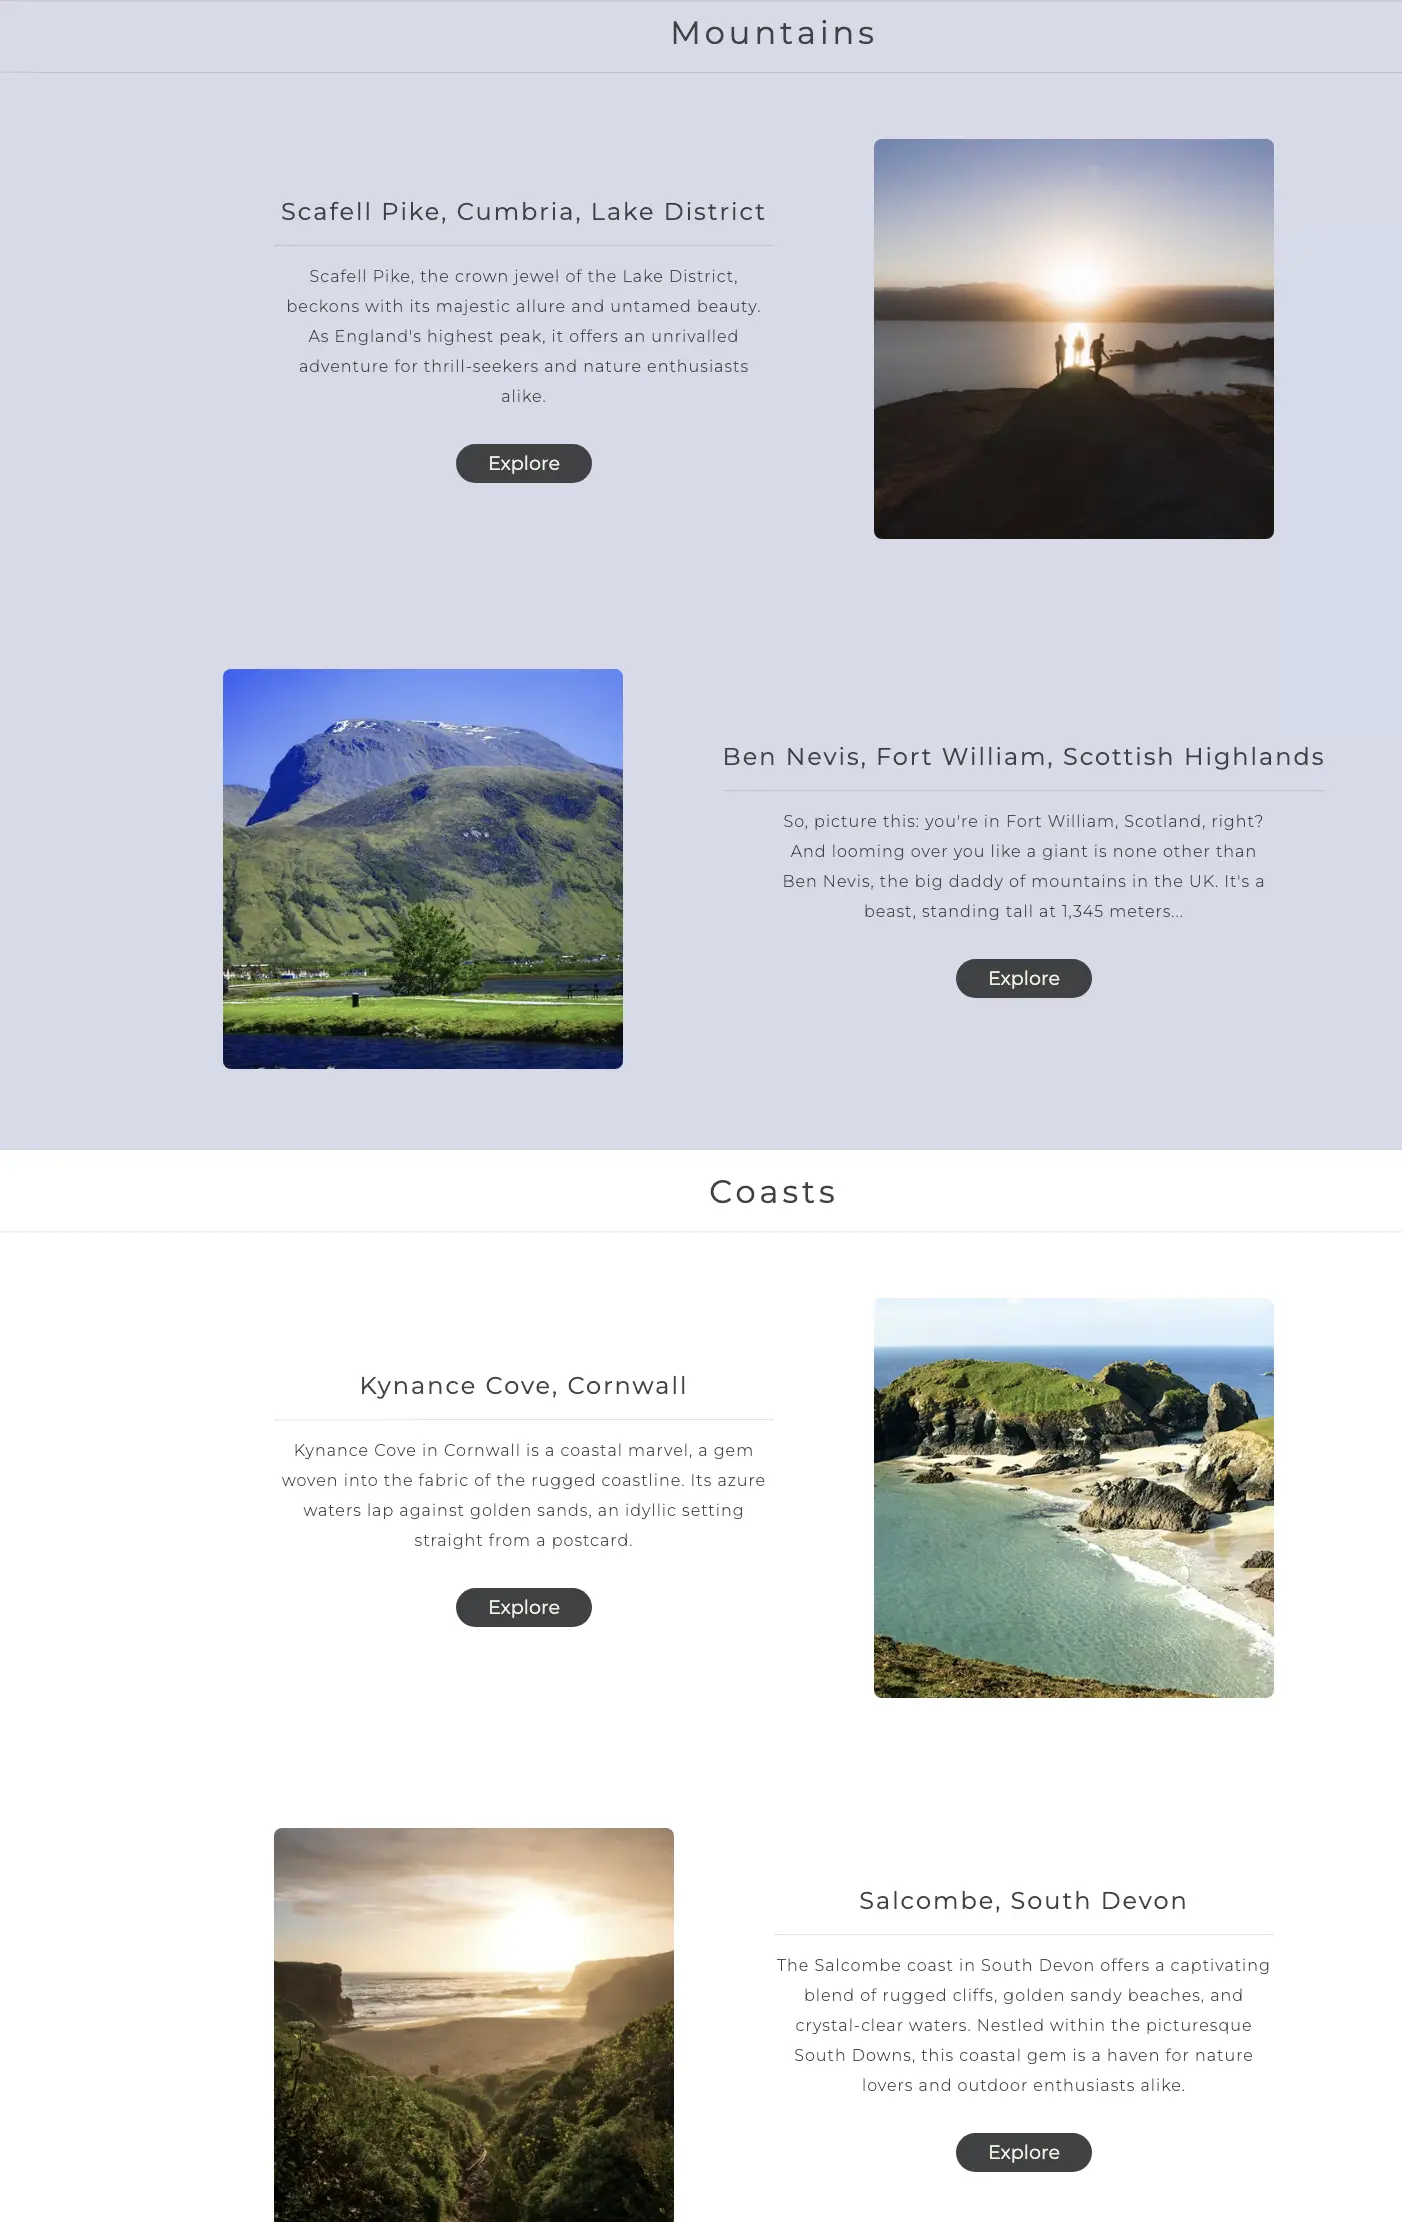 Mountains
Scafell Pike, Cumbria, Lake District
Scafell Pike, the crown jewel of the Lake District,
beckons with its majestic allure and untamed beauty.
As England's highest peak, it offers an unrivalled
adventure for thrill-seekers and nature enthusiasts
alike.
Explore
Ben Nevis, Fort William, Scottish Highlands
So, picture this: you're in Fort William, Scotland, right?
And looming over you like a giant is none other than
Ben Nevis, the big daddy of mountains in the UK. It's a
beast, standing tall at 1,345 meters...
Explore
Coasts
Kynance Cove, Cornwall
Kynance Cove in Cornwall is a coastal marvel, a gem
woven into the fabric of the rugged coastline. Its azure
waters lap against golden sands, an idyllic setting
straight from a postcard.
Explore
Salcombe, South Devon
The Salcombe coast in South Devon offers a captivating
blend of rugged cliffs, golden sandy beaches, and
crystal-clear waters. Nestled within the picturesque
South Downs, this coastal gem is a haven for nature
lovers and outdoor enthusiasts alike.
Explore